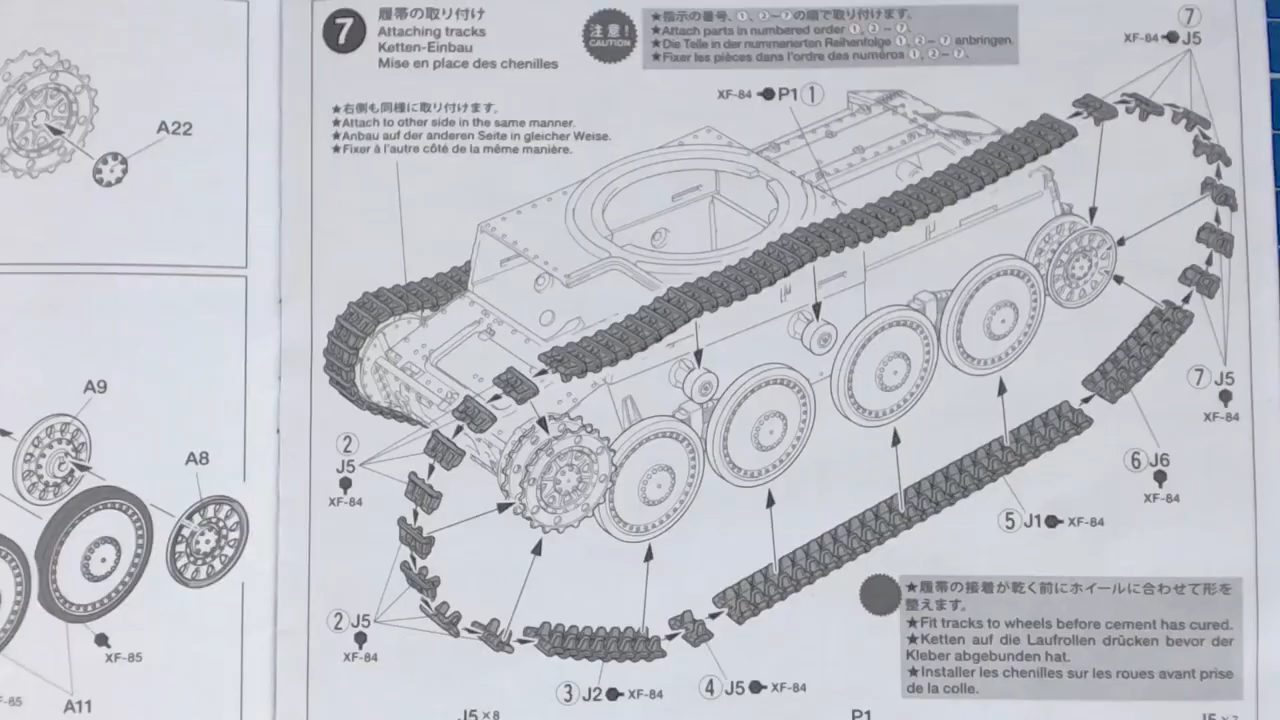 7
履帯の取り付け
Attaching tracks
Ketten-Einbau
Mise en place des chenilles
注意!
CAUTION
★指示の番号、①、②~⑦の順で取り付けます。
★Attach parts in numbered order ①, ② - ⑦.
★Die Teile in der nummerierten Reihenfolge ①, ② - ⑦ anbringen.
★Fixer les pièces dans l'ordre des numéros ①, ② - ⑦.
⑦
XF-84 J5
XF-84 P1 ①
★右側も同様に取り付けます。
★Attach to other side in the same manner.
★Anbau auf der anderen Seite in gleicher Weise.
★Fixer à l'autre côté de la même manière.
A22
A9
A8
XF-85
A11
②
J5
XF-84
② J5
XF-84
③ J2 XF-84
④ J5 XF-84
⑤ J1 XF-84
⑥ J6
XF-84
⑦ J5
XF-84
★履帯の接着が乾く前にホイールに合わせて形を
整えます。
★Fit tracks to wheels before cement has cured.
★Ketten auf die Laufrollen drücken bevor der
Kleber abgebunden hat.
★Installer les chenilles sur les roues avant prise
de la colle.
J5 ×8
P1